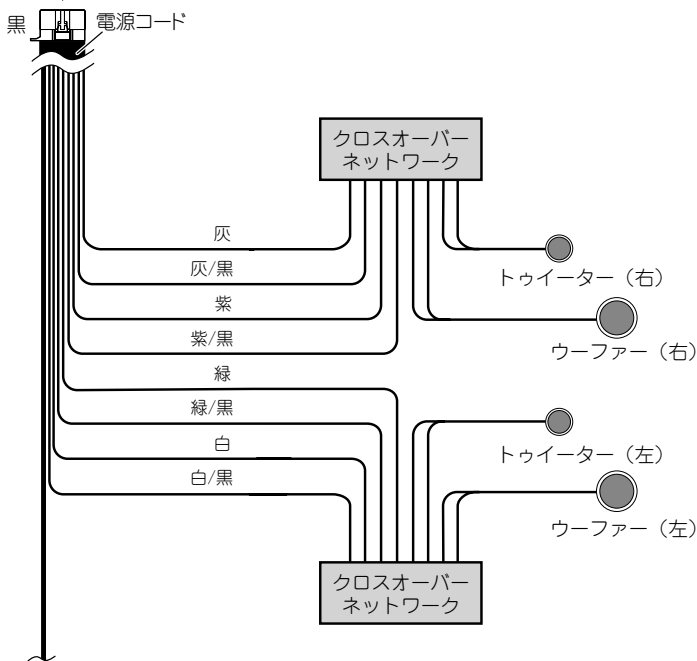 黒
電源コード
クロスオーバー
ネットワーク
灰
灰/黒
トゥイーター（右）
紫
紫/黒
ウーファー（右）
緑
緑/黒
白
トゥイーター（左）
白/黒
ウーファー（左）
クロスオーバー
ネットワーク